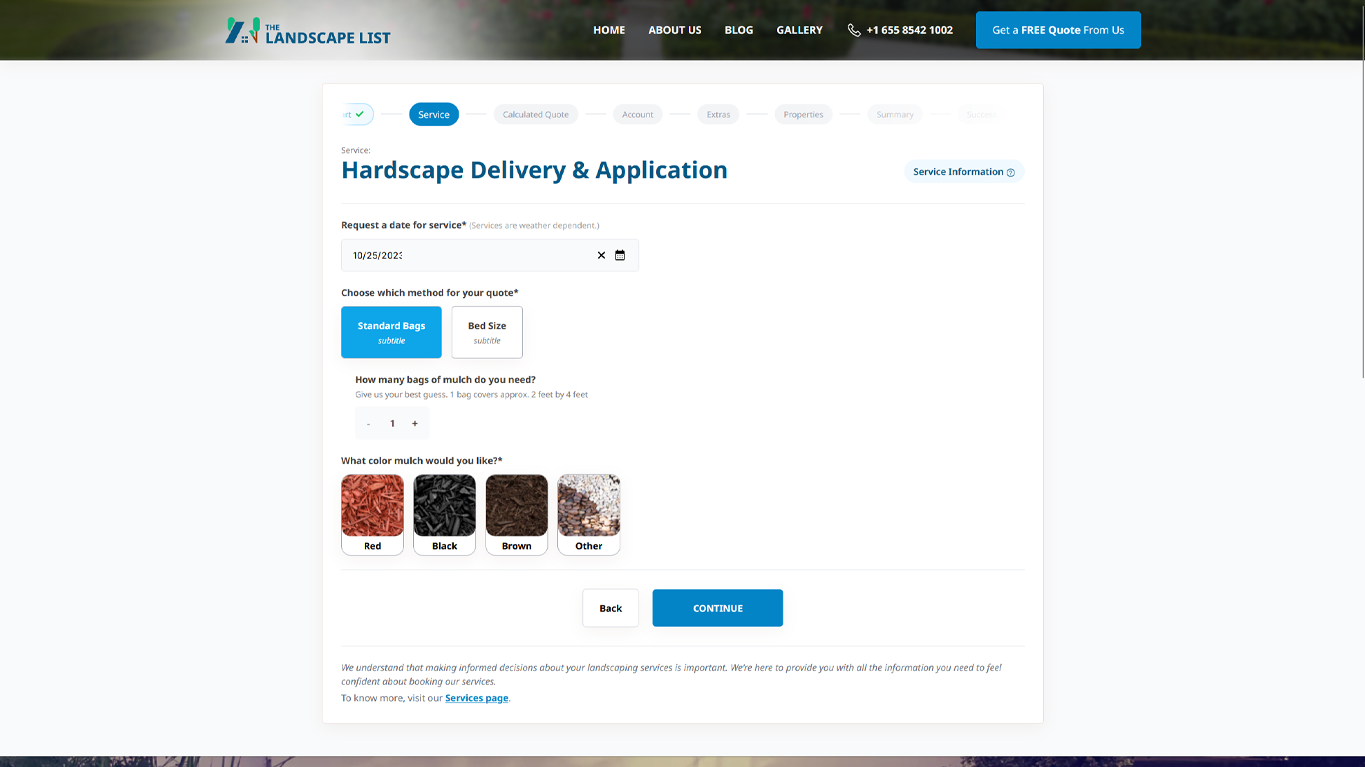 THE
LANDSCAPE LIST
HOME ABOUT US BLOG GALLERY +1 655 8542 1002 Get a FREE Quote From Us
Service Calculated Quote Account Extras Properties Summary
Service:
Hardscape Delivery & Application
Service Information
Request a date for service* (Services are weather dependent.)
10/25/2023
Choose which method for your quote*
Standard Bags Bed Size
subtitle subtitle
How many bags of mulch do you need?
Give us your best guess. 1 bag covers approx. 2 feet by 4 feet
- 1 +
What color mulch would you like?*
Red Black Brown Other
Back CONTINUE
We understand that making informed decisions about your landscaping services is important. We're here to provide you with all the information you need to feel
confident about booking our services.
To know more, visit our Services page.